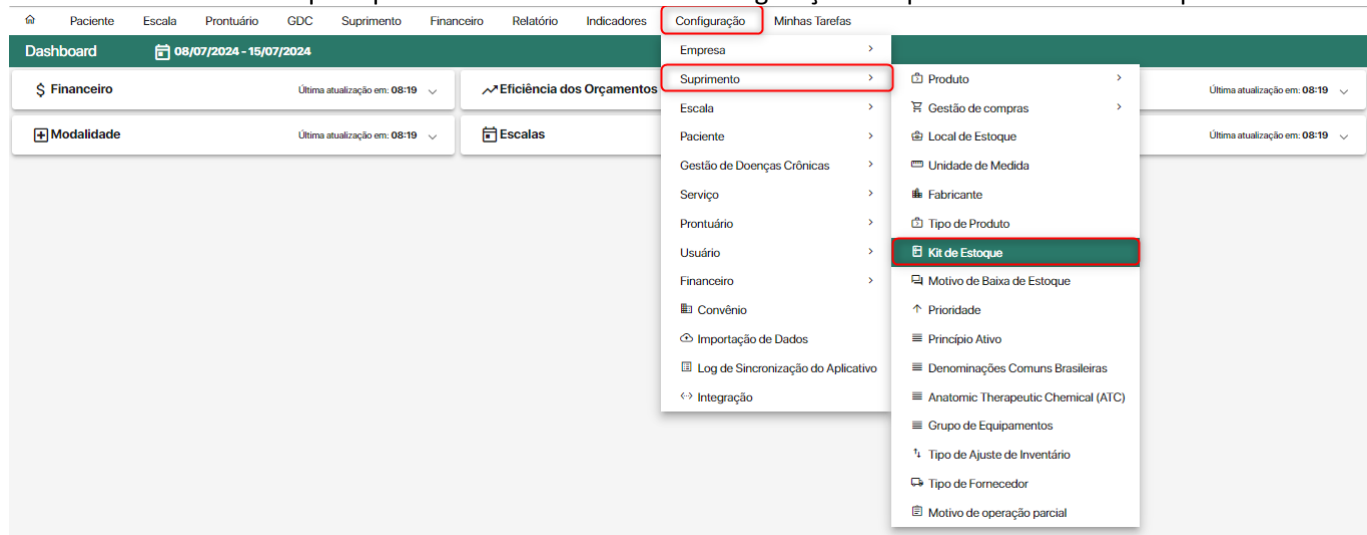 Paciente Escala Prontuário GDC Suprimento Financeiro Relatório Indicadores Configuração Minhas Tarefas
Dashboard 08/07/2024 - 15/07/2024
Financeiro Última atualização em: 08:19
Eficiência dos Orçamentos
Última atualização em: 08:19
Modalidade Última atualização em: 08:19
Escalas
Última atualização em: 08:19
Empresa
Suprimento
Escala
Paciente
Gestão de Doenças Crônicas
Serviço
Prontuário
Usuário
Financeiro
Convênio
Importação de Dados
Log de Sincronização do Aplicativo
Integração
Produto
Gestão de compras
Local de Estoque
Unidade de Medida
Fabricante
Tipo de Produto
Kit de Estoque
Motivo de Baixa de Estoque
Prioridade
Princípio Ativo
Denominações Comuns Brasileiras
Anatomic Therapeutic Chemical (ATC)
Grupo de Equipamentos
Tipo de Ajuste de Inventário
Tipo de Fornecedor
Motivo de operação parcial